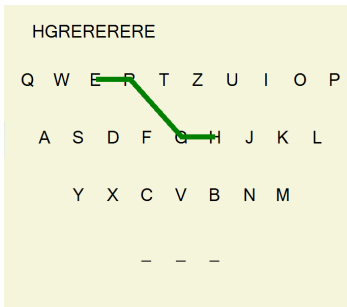 HGRERERERE
Q W E R T Z U I O P
A S D F G H J K L
Y X C V B N M
_ _ _